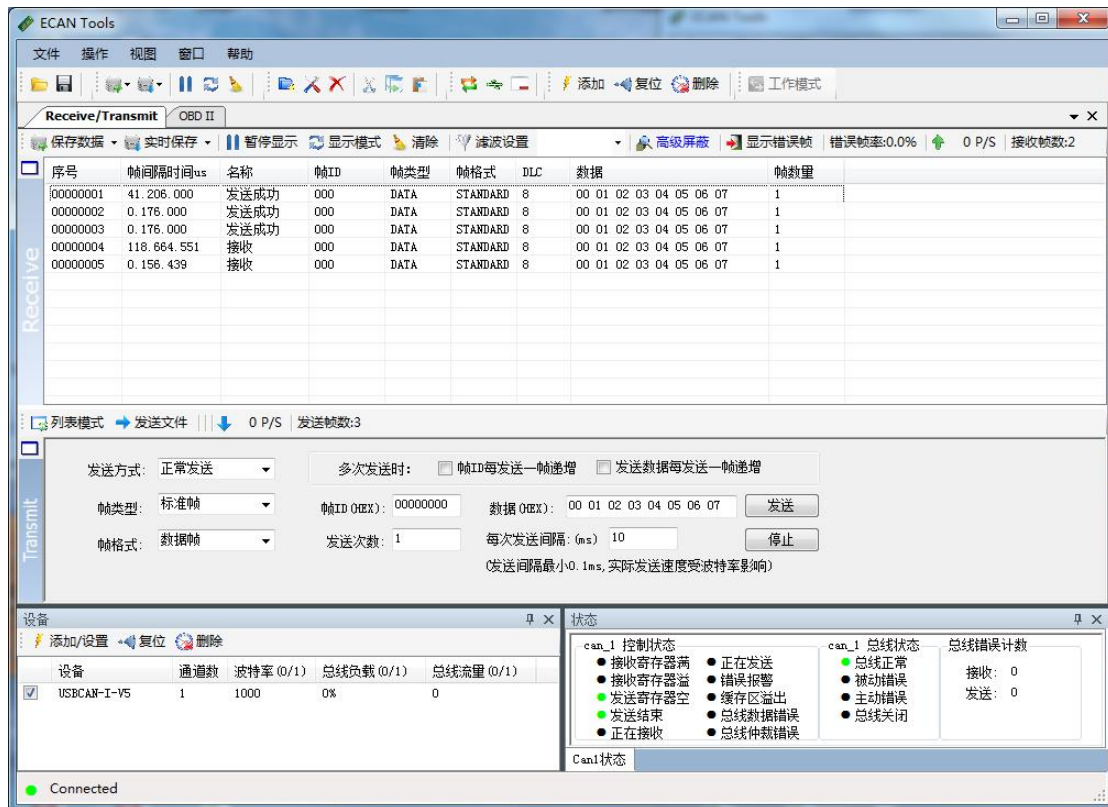 ECAN Tools
文件 操作 视图 窗口 帮助
添加 复位 删除 工作模式
Receive/Transmit OBD II
保存数据 实时保存 暂停显示 显示模式 清除 滤波设置 高级屏蔽 显示错误帧 错误帧率:0.0% 0 P/S 接收帧数:2
序号 帧间隔时间us 名称 帧ID 帧类型 帧格式 DLC 数据 帧数量
00000001 41.206.000 发送成功 000 DATA STANDARD 8 00 01 02 03 04 05 06 07 1
00000002 0.176.000 发送成功 000 DATA STANDARD 8 00 01 02 03 04 05 06 07 1
00000003 0.176.000 发送成功 000 DATA STANDARD 8 00 01 02 03 04 05 06 07 1
00000004 118.664.551 接收 000 DATA STANDARD 8 00 01 02 03 04 05 06 07 1
00000005 0.156.439 接收 000 DATA STANDARD 8 00 01 02 03 04 05 06 07 1
Receive
列表模式 发送文件 0 P/S 发送帧数:3
发送方式: 正常发送 多次发送时: 帧ID每发送一帧递增 发送数据每发送一帧递增
帧类型: 标准帧 帧ID(HEX): 00000000 数据(HEX): 00 01 02 03 04 05 06 07 发送
帧格式: 数据帧 发送次数: 1 每次发送间隔:(ms) 10 停止
(发送间隔最小0.1ms,实际发送速度受波特率影响)
Transmit
设备
添加/设置 复位 删除
设备 通道数 波特率(0/1) 总线负载(0/1) 总线流量(0/1)
USBCAN-I-V5 1 1000 0% 0
状态
can_1 控制状态
接收寄存器满 正在发送
接收寄存器溢 错误报警
发送寄存器空 缓存区溢出
发送结束 总线数据错误
正在接收 总线仲裁错误
can_1 总线状态
总线正常
被动错误
主动错误
总线关闭
总线错误计数
接收: 0
发送: 0
Can1状态
Connected